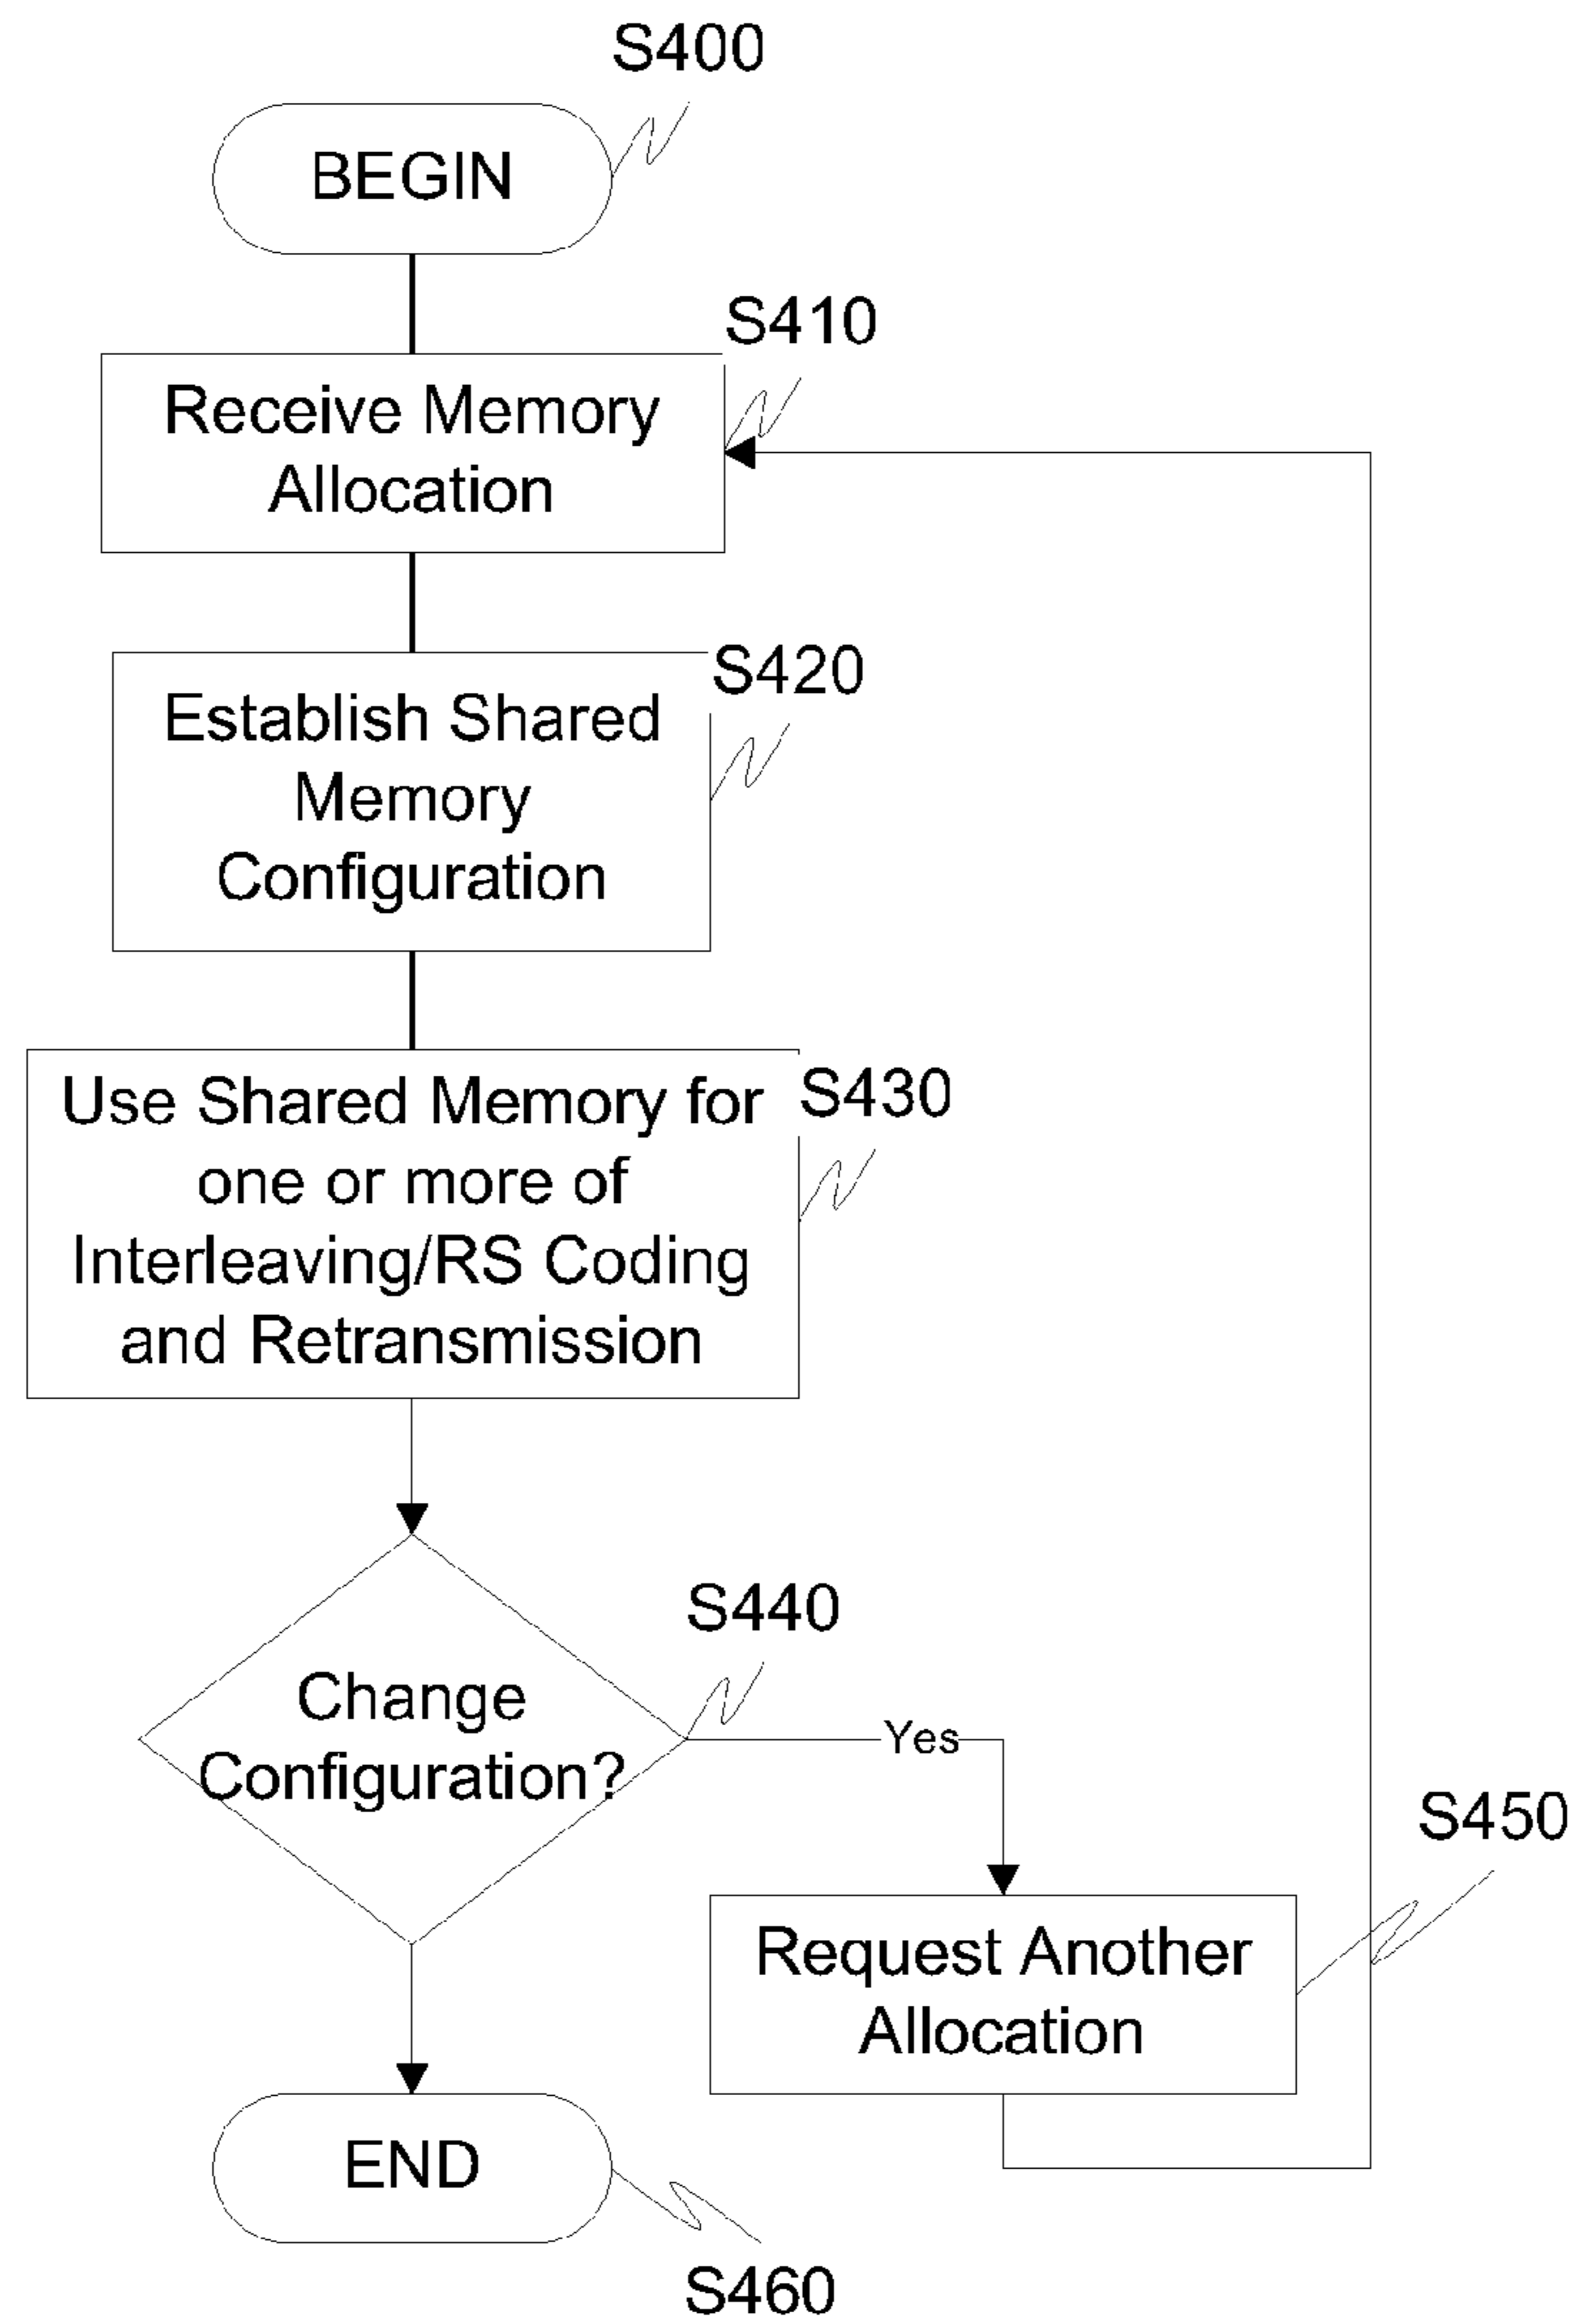 S400
BEGIN
S410
Receive Memory
Allocation
S420
Establish Shared
Memory
Configuration
S430
Use Shared Memory for
one or more of
Interleaving/RS Coding
and Retransmission
S440
Change
Configuration?
Yes
S450
Request Another
Allocation
END
S460